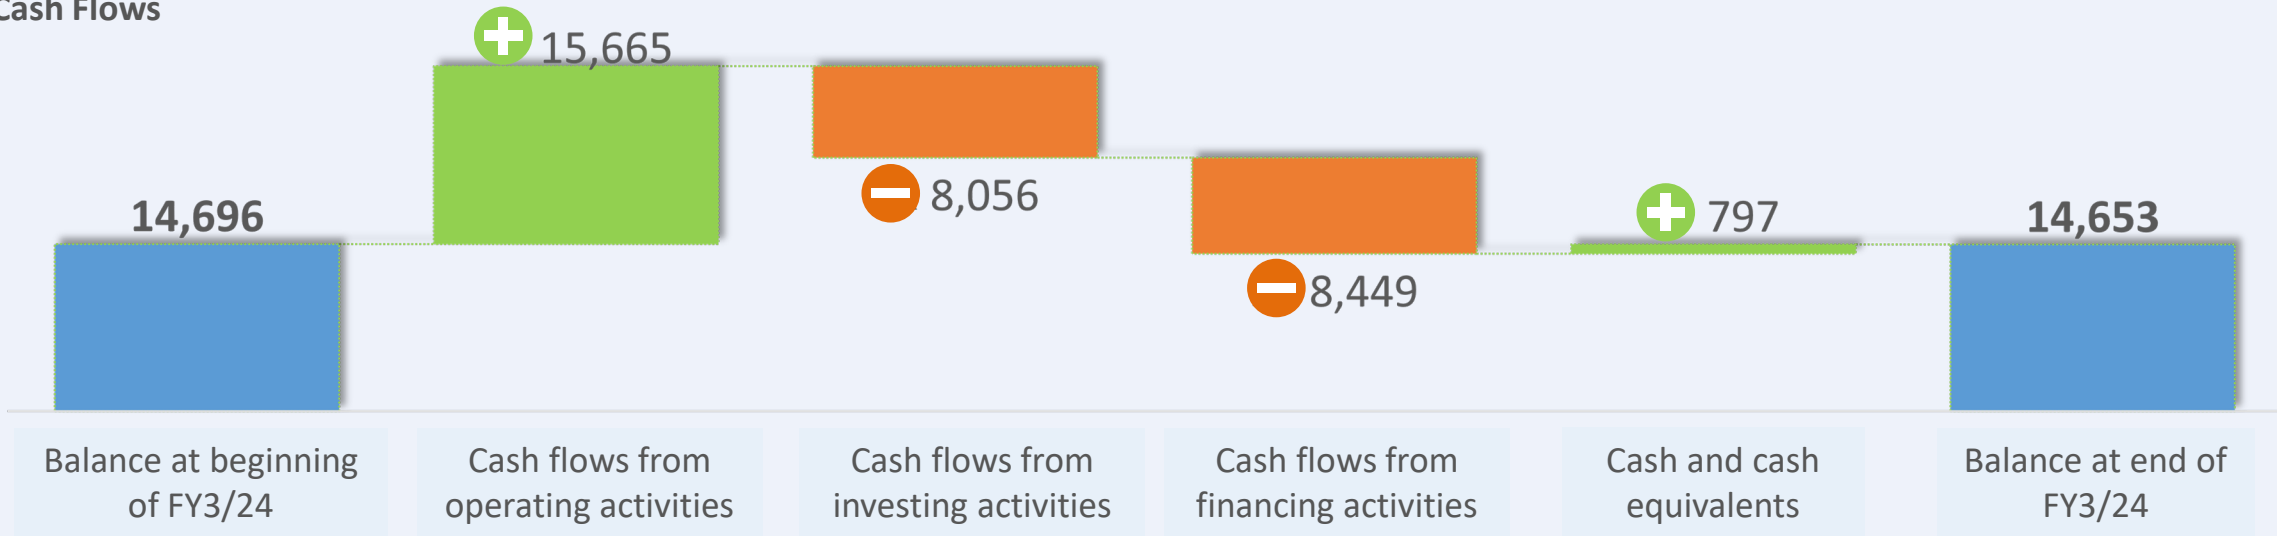 Cash Flows
15,665
8,056
14,696
797
14,653
8,449
Balance at beginning
of FY3/24
Cash flows from
operating activities
Cash flows from
investing activities
Cash flows from
financing activities
Cash and cash
equivalents
Balance at end of
FY3/24